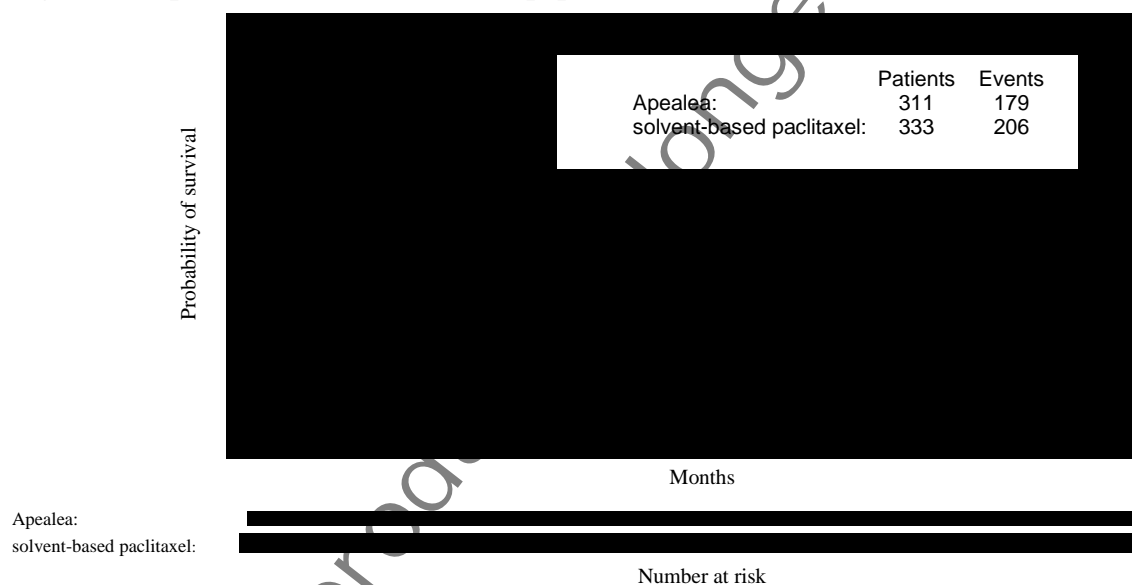 Patients Events
Apealea: 311 179
solvent-based paclitaxel: 333 206
Probability of survival
Months
Apealea:
solvent-based paclitaxel:
Number at risk